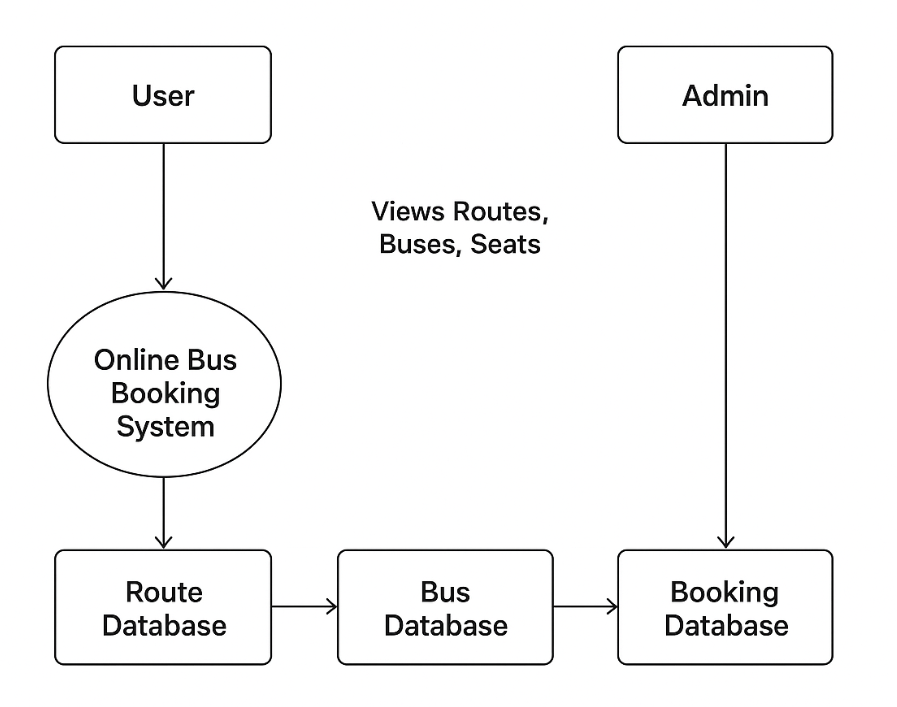 User
Admin
Views Routes,
Buses, Seats
Online Bus
Booking
System
Route
Database
Bus
Database
Booking
Database